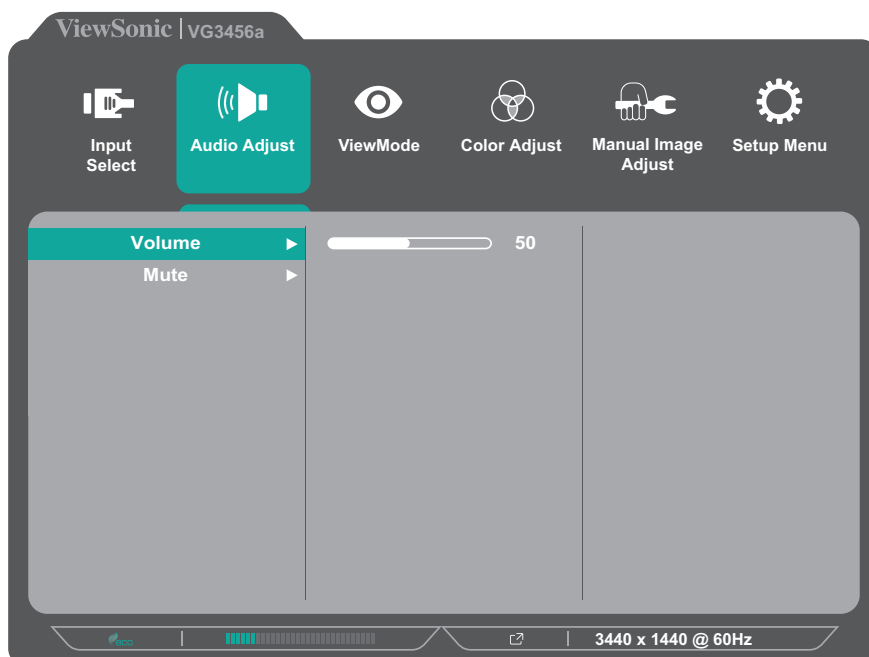 ViewSonic VG3456a
Input Select
Audio Adjust
ViewMode
Color Adjust
Manual Image Adjust
Setup Menu
Volume 50
Mute
eco
3440 x 1440 @ 60Hz